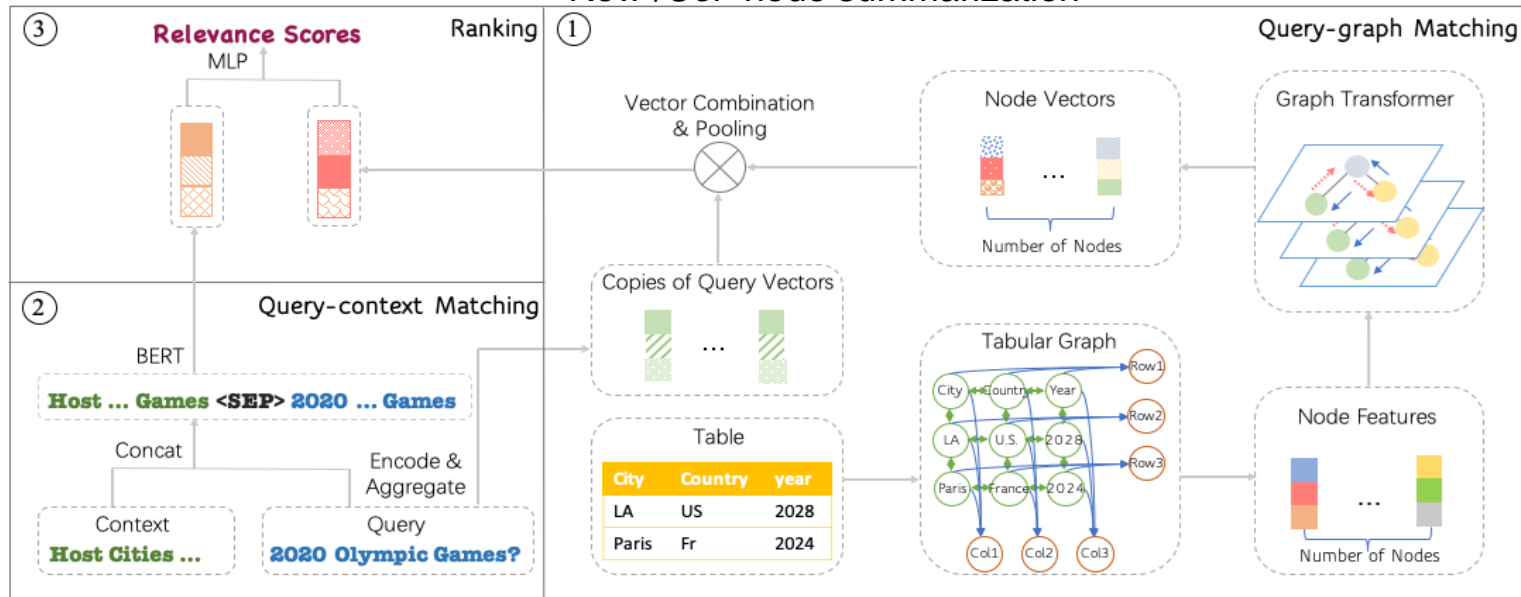 ③
Ranking
Relevance Scores
MLP
①
Query-graph Matching
Vector Combination
& Pooling
Node Vectors
...
Number of Nodes
Graph Transformer
②
Query-context Matching
BERT
Host ... Games <SEP> 2020 ... Games
Concat
Encode &
Aggregate
Context
Host Cities ...
Query
2020 Olympic Games?
Copies of Query Vectors
...
Table
City Country year
LA US 2028
Paris Fr 2024
Tabular Graph
Row1
City Country Year
Row2
LA U.S. 2028
Row3
Paris France 2024
Col1 Col2 Col3
Node Features
...
Number of Nodes